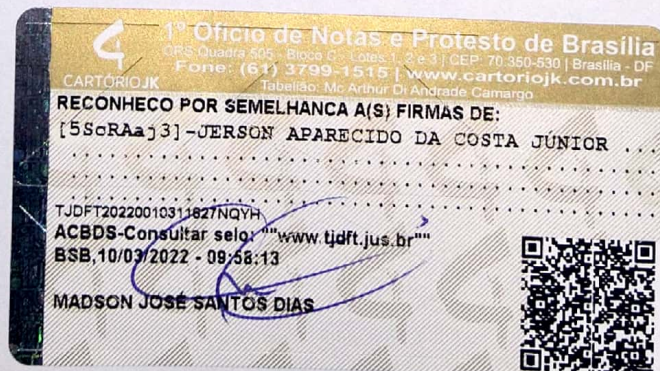 1º Ofício de Notas e Protesto de Brasília
CRS Quadra 505 - Bloco C - Lotes 1, 2 e 3 | CEP: 70.350-530 | Brasília - DF
Fone: (61) 3799-1515 | www.cartoriojk.com.br
Tabelião: Mc Arthur Di Andrade Camargo
CARTÓRIOJK
RECONHECO POR SEMELHANCA A(S) FIRMAS DE:
[5ScRAaj3]-JERSON APARECIDO DA COSTA JÚNIOR
TJDFT20220010311627NQYH
ACBDS-Consultar selo: ""www.tjdft.jus.br""
BSB,10/03/2022 - 09:58:13
MADSON JOSÉ SANTOS DIAS